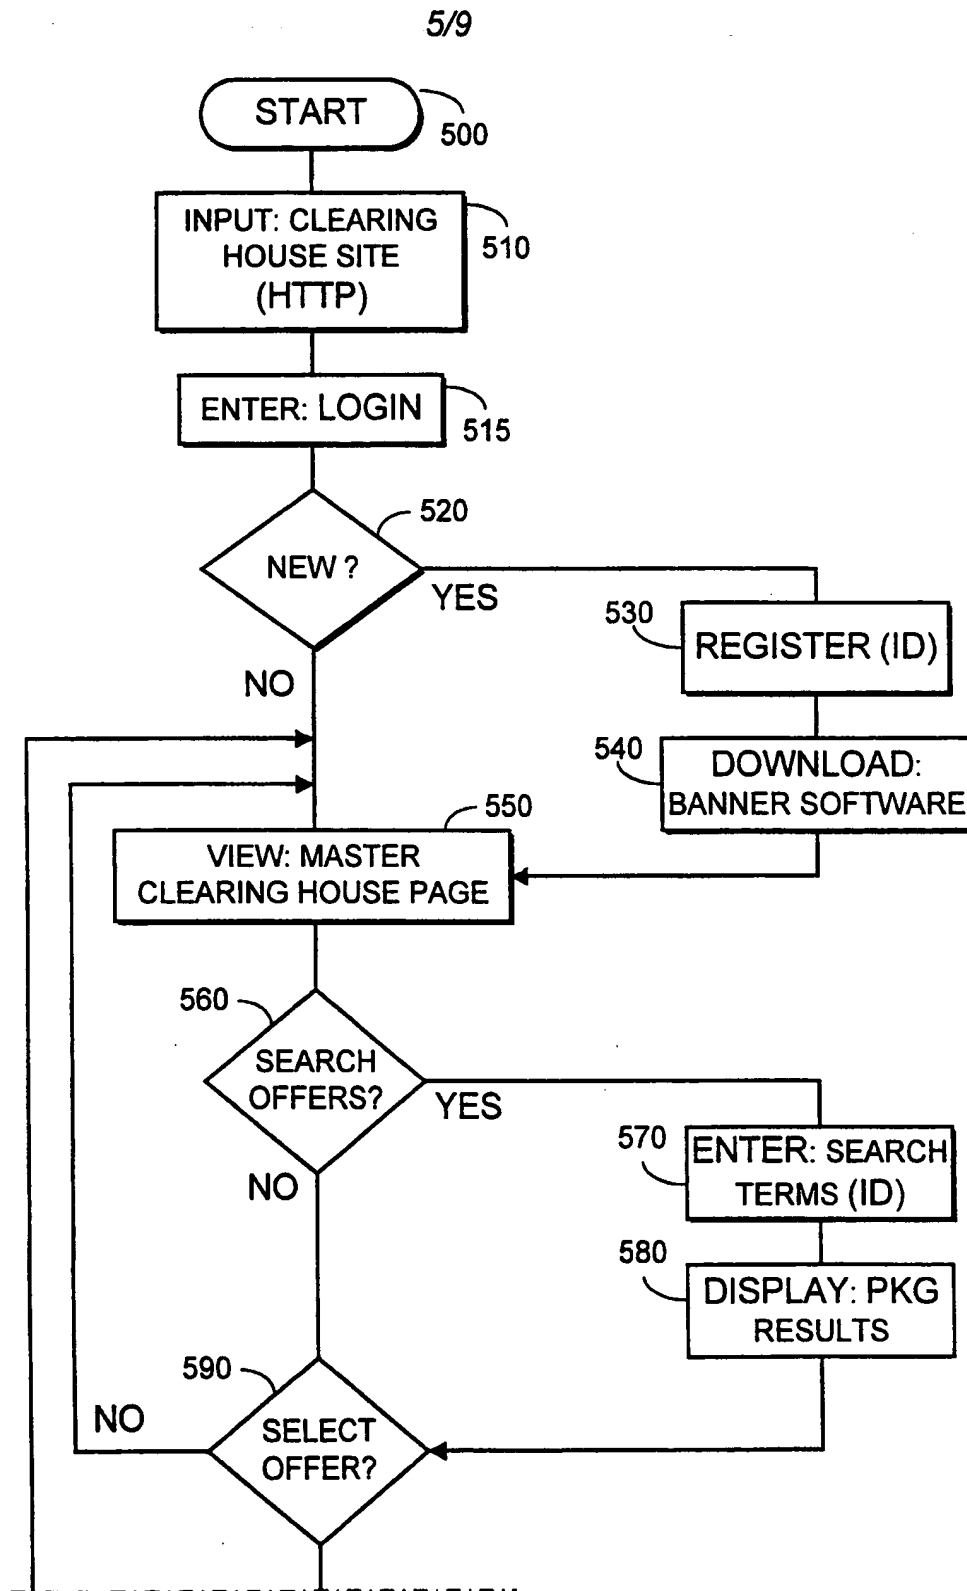 5/9
START
500
INPUT: CLEARING
HOUSE SITE
(HTTP)
510
ENTER: LOGIN
515
520
NEW ?
YES
530
REGISTER (ID)
NO
540
DOWNLOAD:
BANNER SOFTWARE
550
VIEW: MASTER
CLEARING HOUSE PAGE
560
SEARCH
OFFERS?
YES
570
ENTER: SEARCH
TERMS (ID)
NO
580
DISPLAY: PKG
RESULTS
590
NO
SELECT
OFFER?